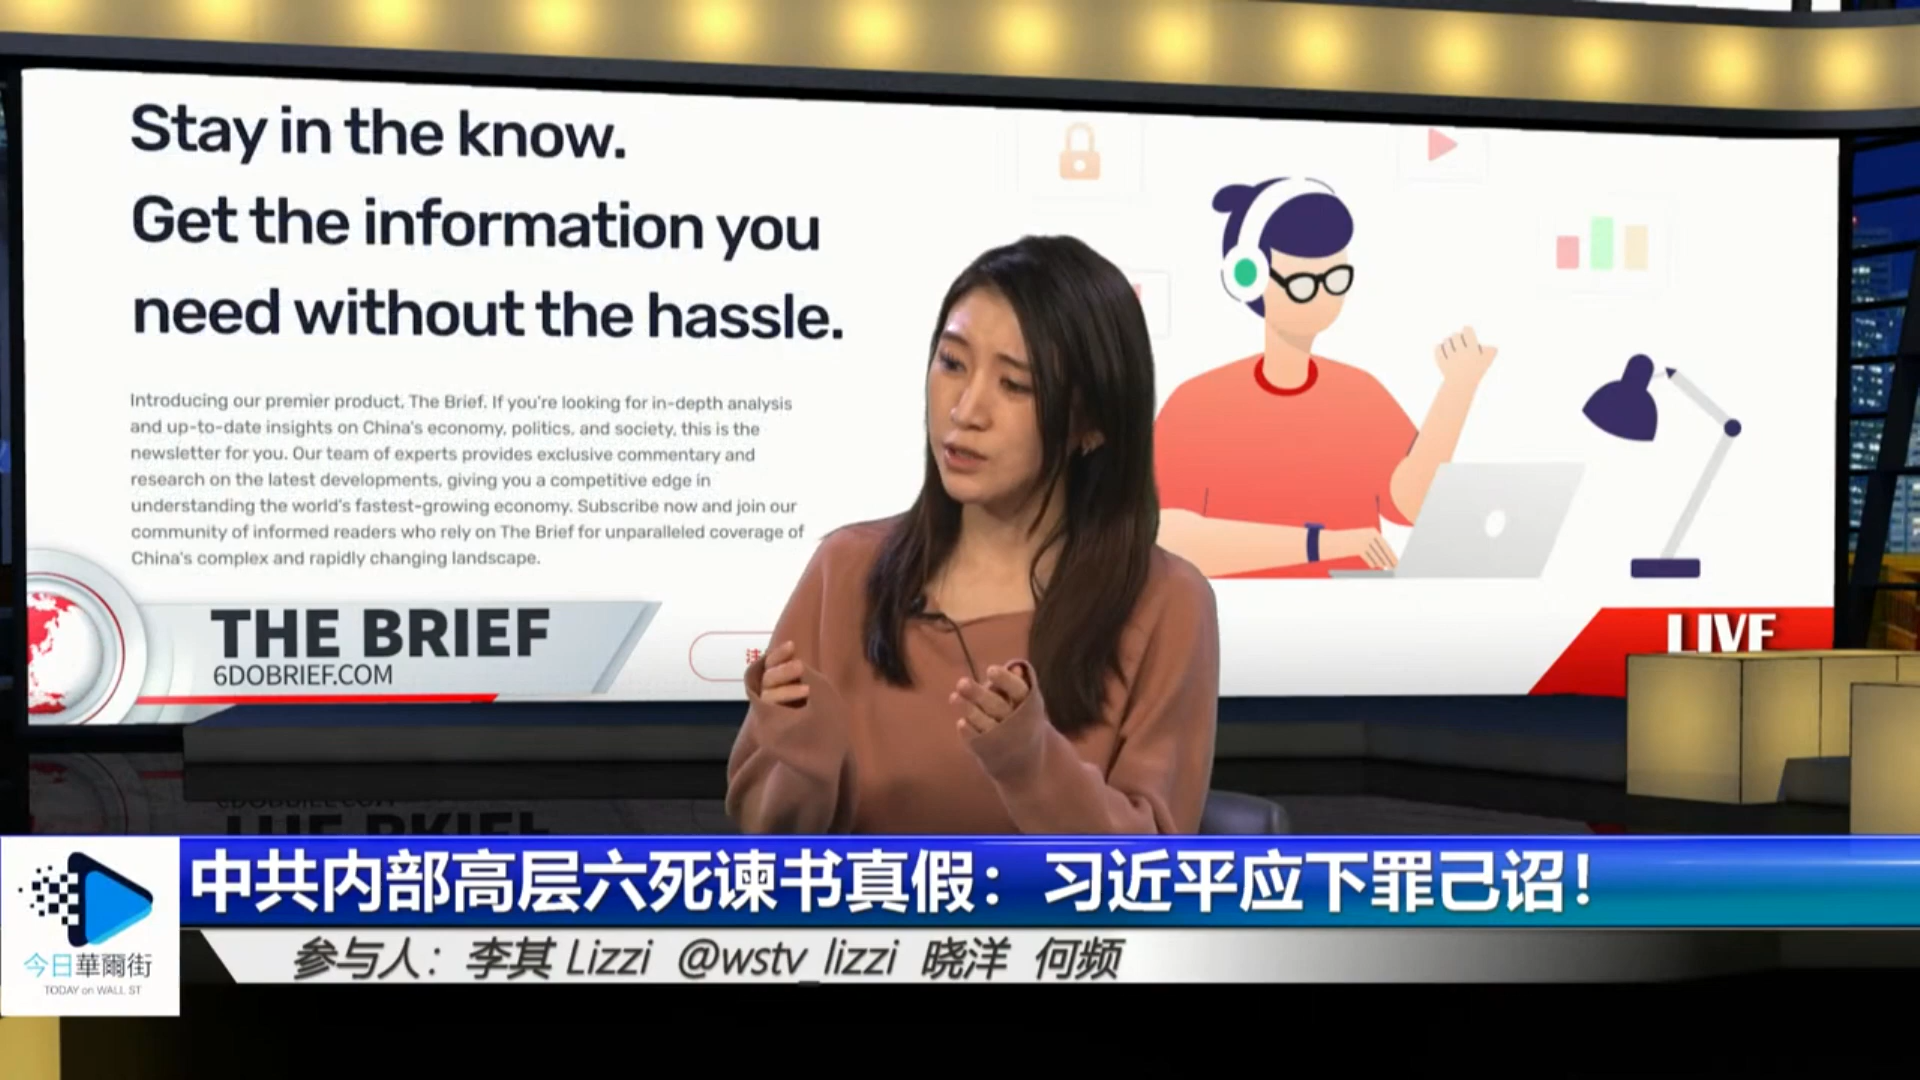 Stay in the know.
Get the information you
need without the hassle.
Introducing our premier product, The Brief. If you're looking for in-depth analysis
and up-to-date insights on China's economy, politics, and society, this is the
newsletter for you. Our team of experts provides exclusive commentary and
research on the latest developments, giving you a competitive edge in
understanding the world's fastest-growing economy. Subscribe now and join our
community of informed readers who rely on The Brief for unparalleled coverage of
China's complex and rapidly changing landscape.
THE BRIEF
6DOBRIEF.COM
LIVE
中共内部高层六死谏书真假：习近平应下罪己诏！
参与人：李其 Lizzi @wstv_lizzi 晓洋 何频
今日華爾街
TODAY on WALL ST